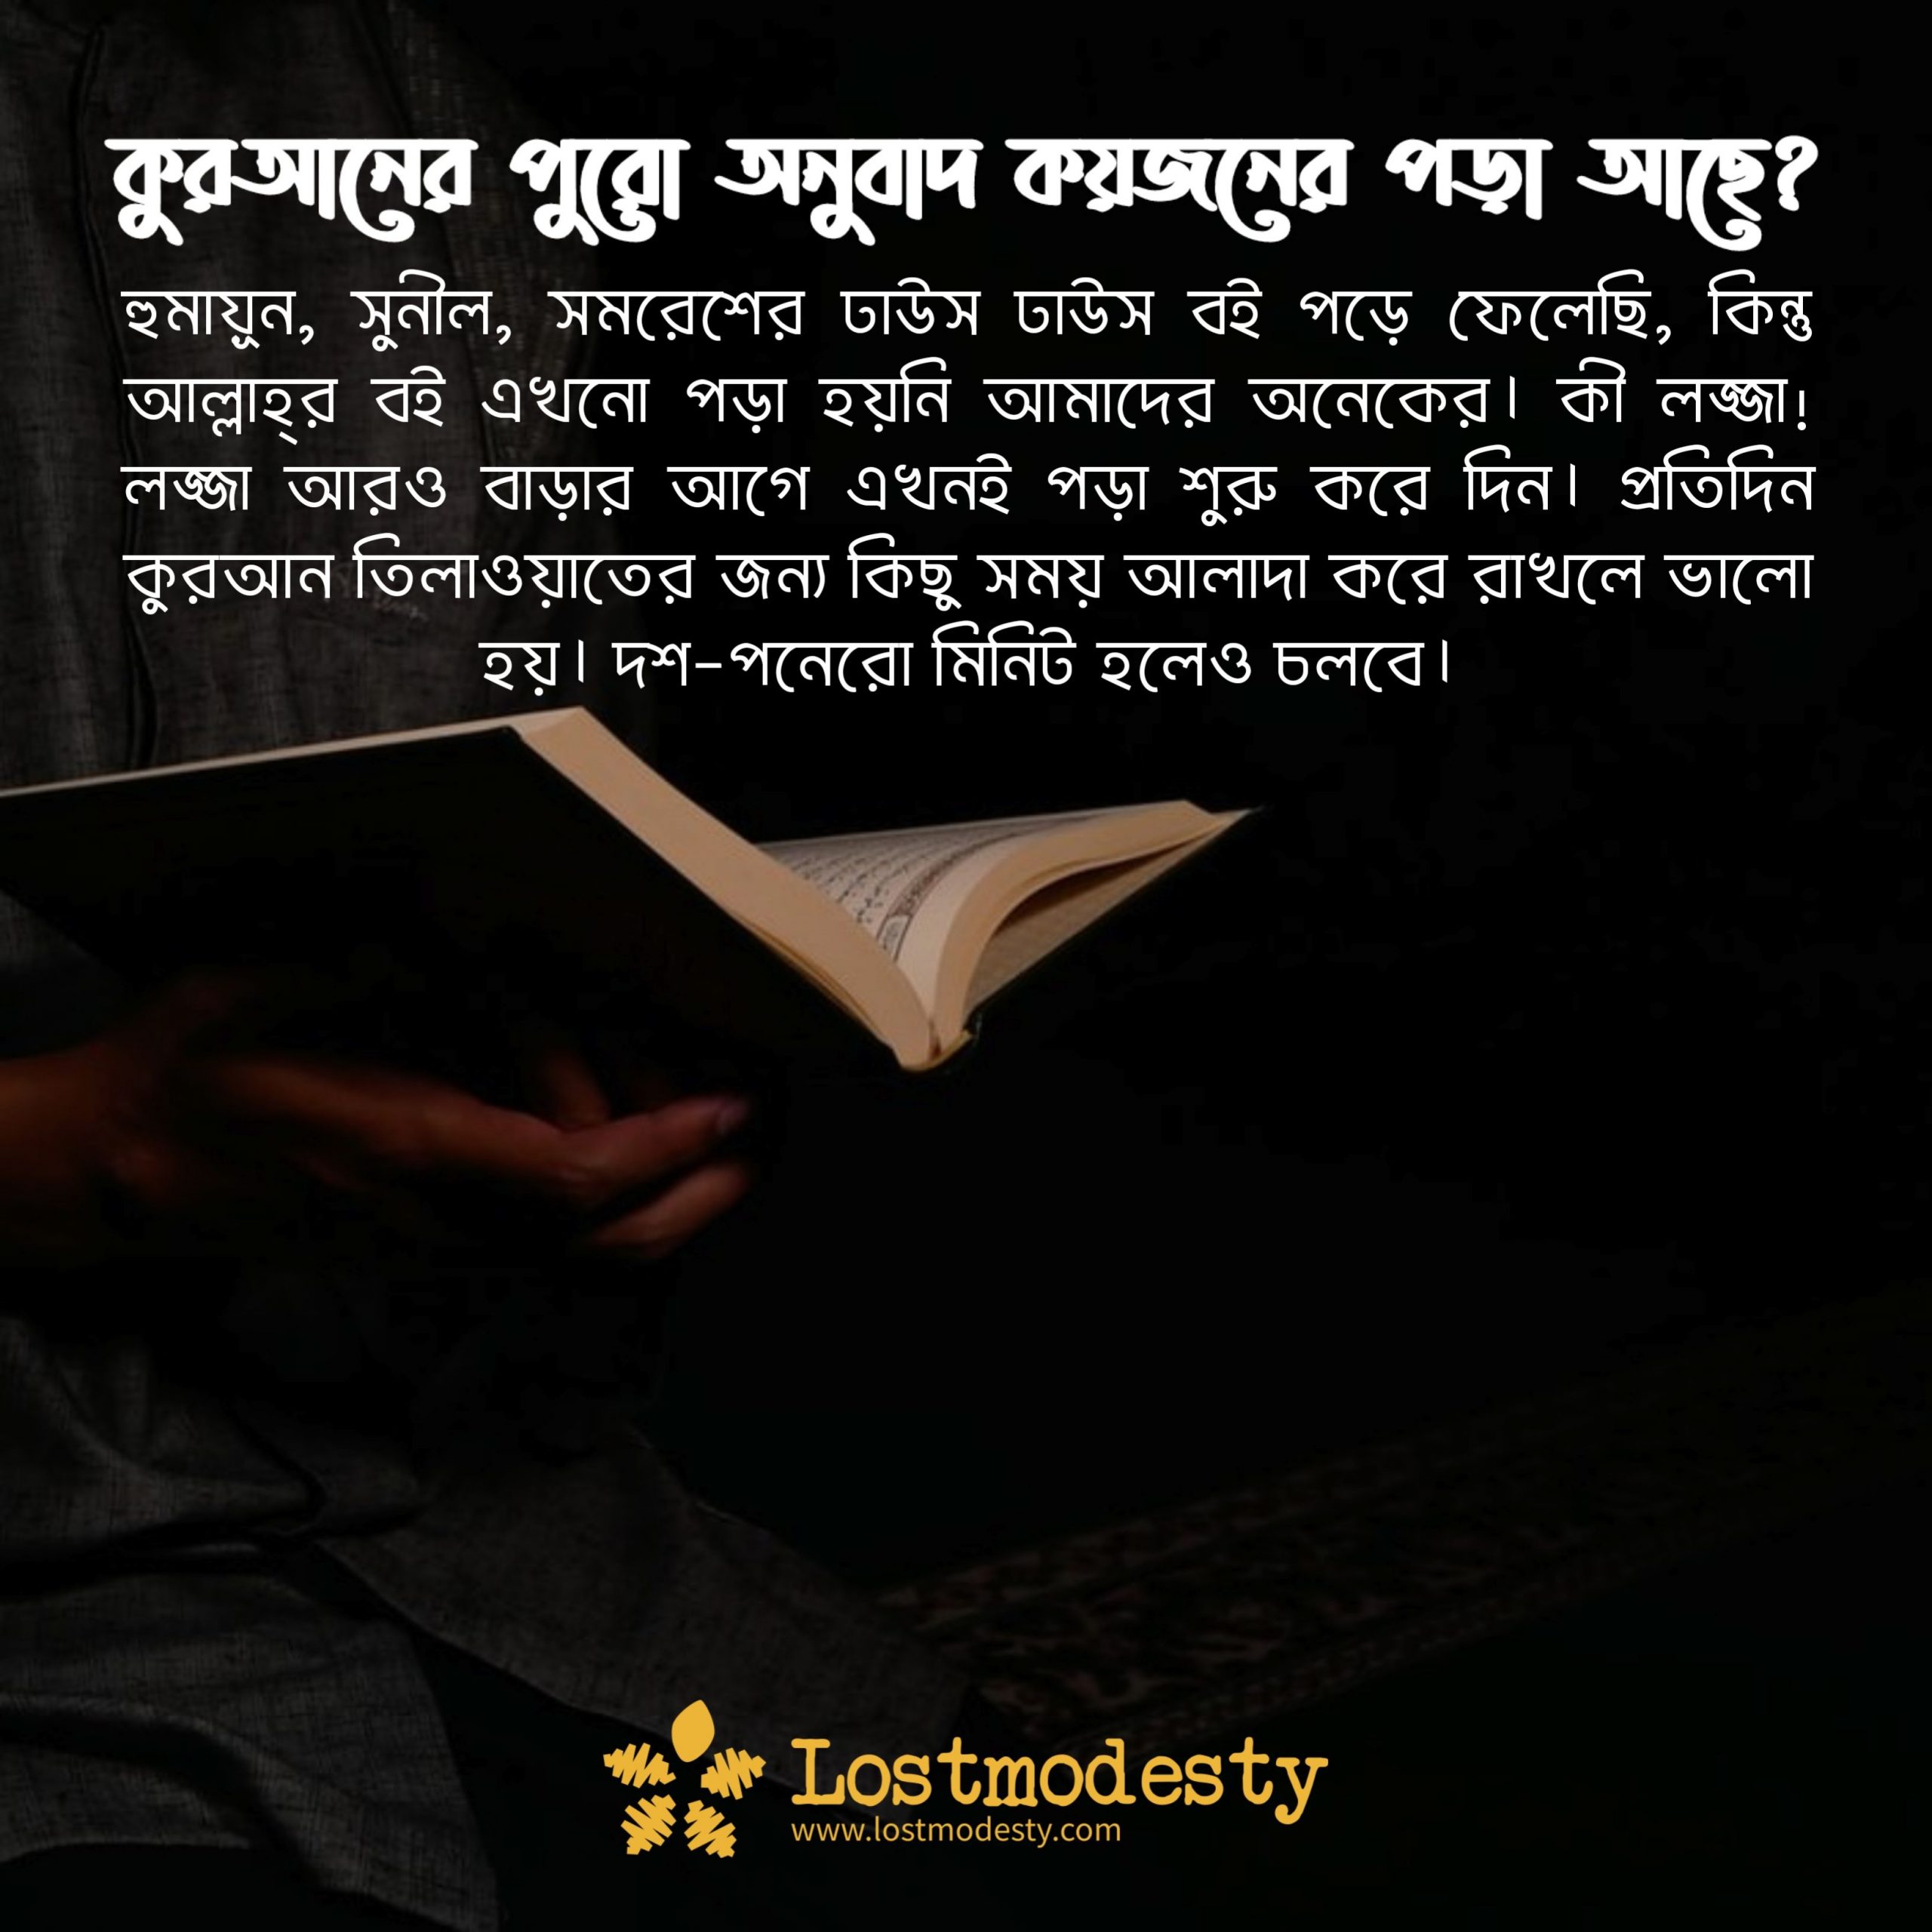 কুরআনের পুরো অনুবাদ কয়জনের পড়া আছে?
হুমায়ূন, সুনীল, সমরেশের ঢাউস ঢাউস বই পড়ে ফেলেছি, কিন্তু
আল্লাহ্‌র বই এখনো পড়া হয়নি আমাদের অনেকের। কী লজ্জা!
লজ্জা আরও বাড়ার আগে এখনই পড়া শুরু করে দিন। প্রতিদিন
কুরআন তিলাওয়াতের জন্য কিছু সময় আলাদা করে রাখলে ভালো
হয়। দশ-পনেরো মিনিট হলেও চলবে।
Lostmodesty
www.lostmodesty.com